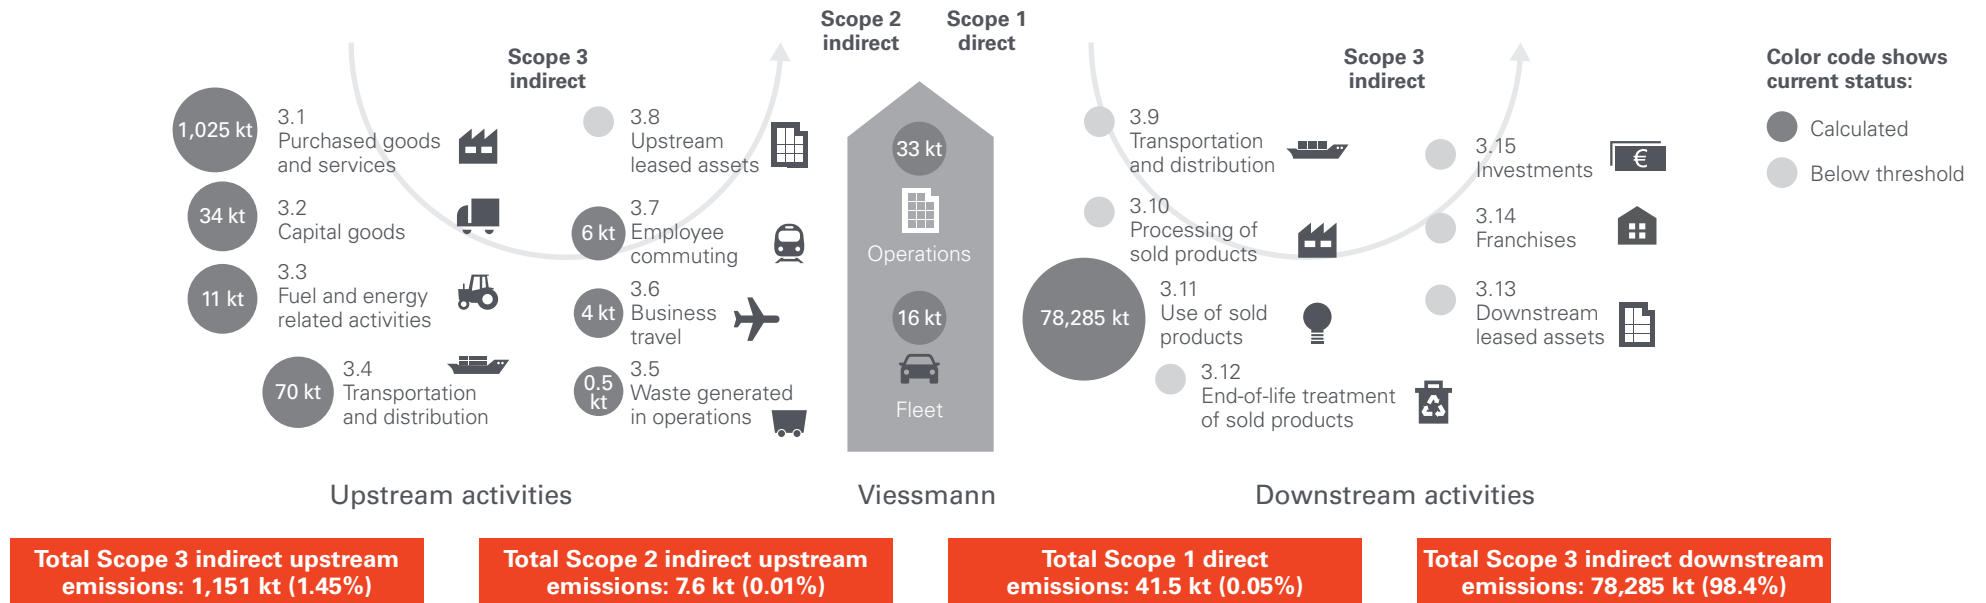 Scope 2
indirect
Scope 1
direct
Scope 3
indirect
1,025 kt
3.1
Purchased goods
and services
34 kt
3.2
Capital goods
11 kt
3.3
Fuel and energy
related activities
70 kt
3.4
Transportation
and distribution
3.8
Upstream
leased assets
6 kt
3.7
Employee
commuting
4 kt
3.6
Business
travel
0.5
kt
3.5
Waste generated
in operations
33 kt
Operations
16 kt
Fleet
Scope 3
indirect
3.9
Transportation
and distribution
3.10
Processing of
sold products
78,285 kt
3.11
Use of sold
products
3.12
End-of-life treatment
of sold products
3.15
Investments
€
3.14
Franchises
3.13
Downstream
leased assets
Color code shows
current status:
Calculated
Below threshold
Upstream activities
Viessmann
Downstream activities
Total Scope 3 indirect upstream
emissions: 1,151 kt (1.45%)
Total Scope 2 indirect upstream
emissions: 7.6 kt (0.01%)
Total Scope 1 direct
emissions: 41.5 kt (0.05%)
Total Scope 3 indirect downstream
emissions: 78,285 kt (98.4%)